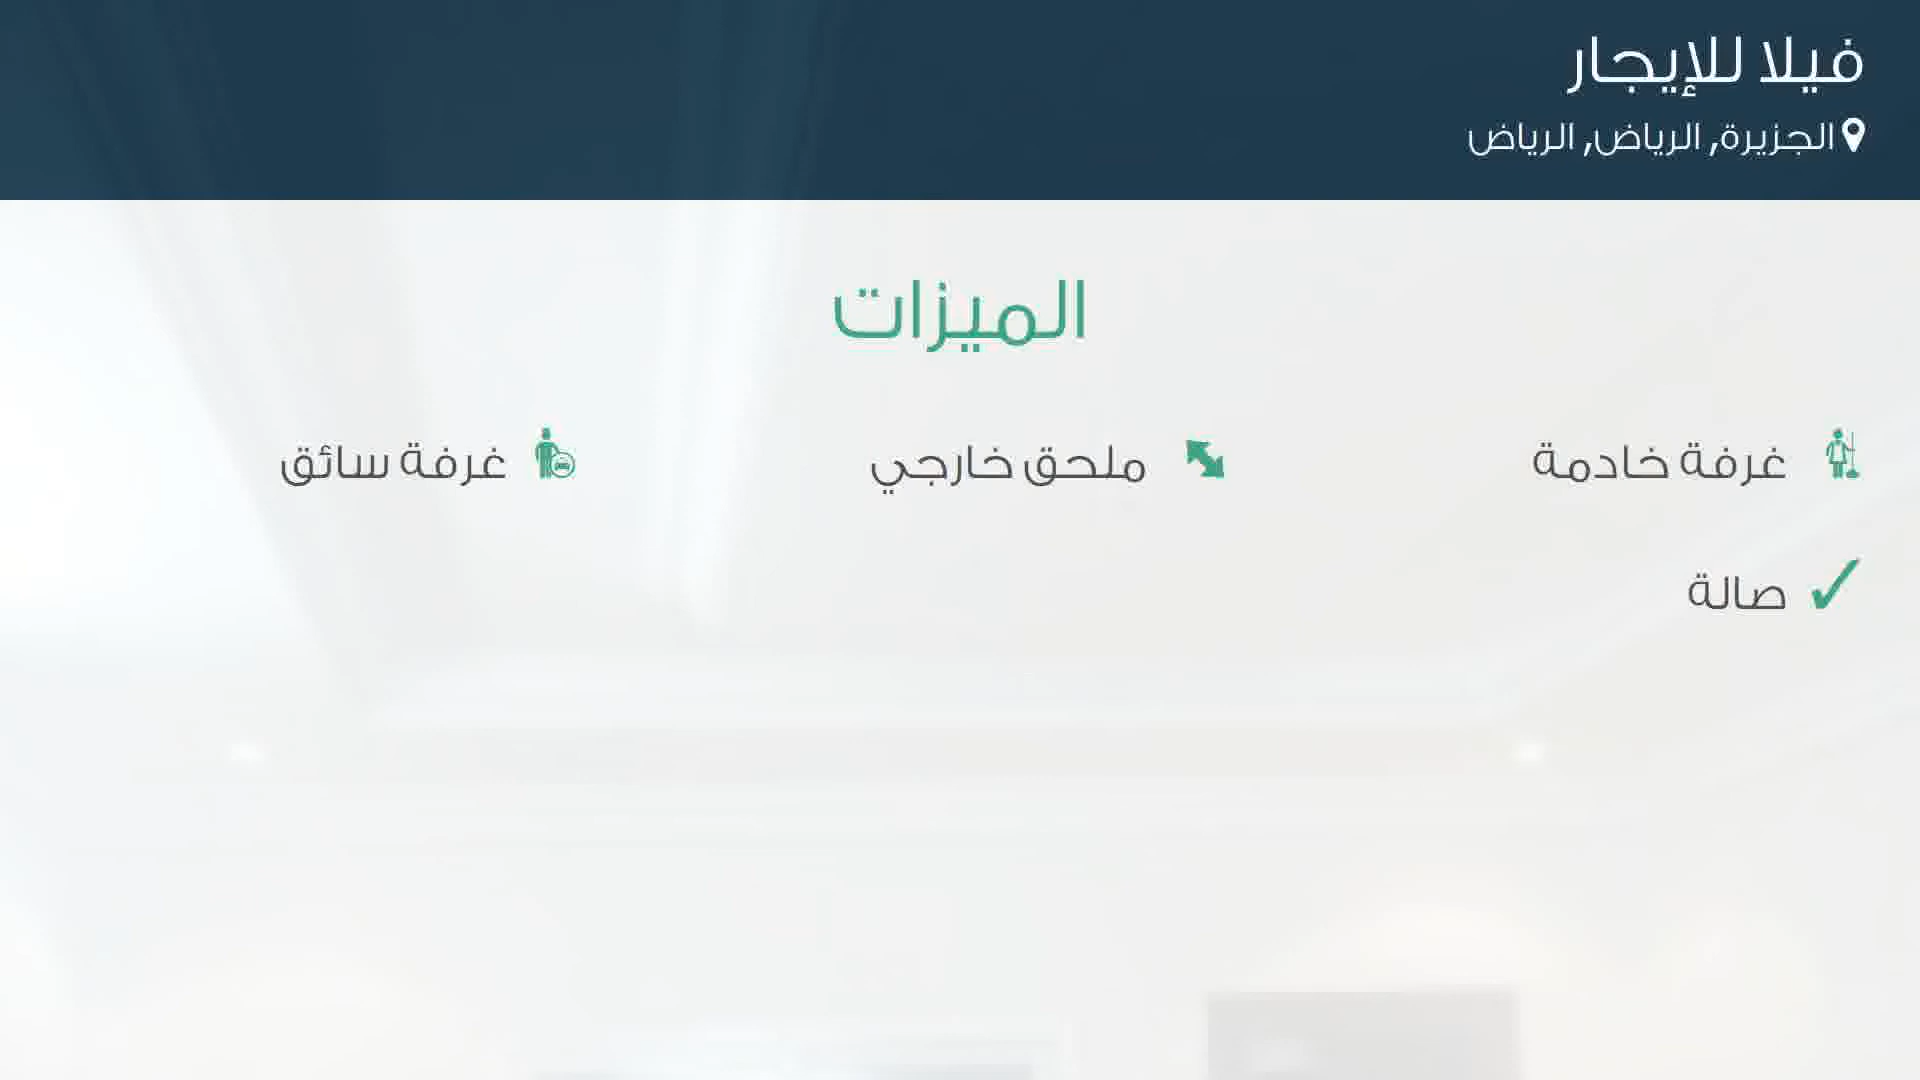 فيلا للإيجار
الجزيرة, الرياض, الرياض
الميزات
غرفة خادمة
ملحق خارجي
غرفة سائق
صالة